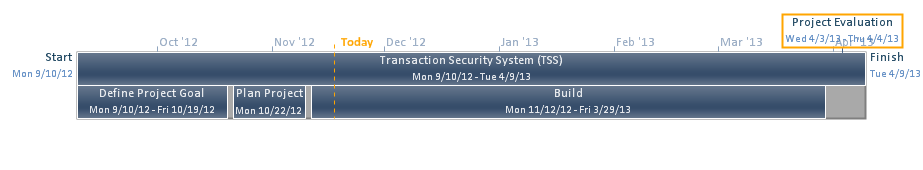 Project Evaluation
Wed 4/3/13 - Thu 4/4/13
Oct '12 Nov '12 Today Dec '12 Jan '13 Feb '13 Mar '13 Apr '13
Start
Mon 9/10/12
Transaction Security System (TSS)
Mon 9/10/12 - Tue 4/9/13
Finish
Tue 4/9/13
Define Project Goal
Mon 9/10/12 - Fri 10/19/12
Plan Project
Mon 10/22/12
Build
Mon 11/12/12 - Fri 3/29/13